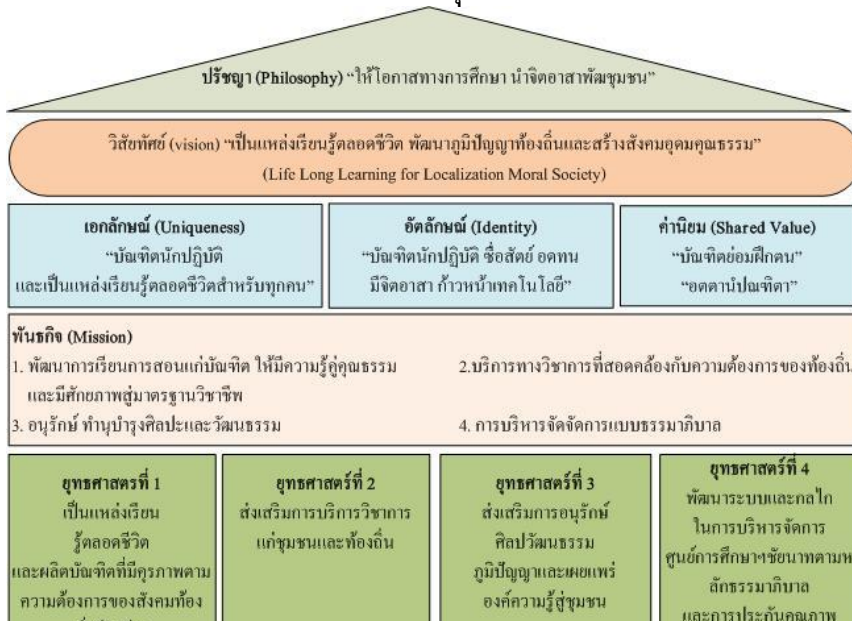 ปรัชญา (Philosophy) “ให้โอกาสทางการศึกษา นำจิตอาสาพัฒชุมชน”
วิสัยทัศย์ (vision) “เป็นแหล่งเรียนรู้ตลอดชีวิต พัฒนาภูมิปัญญาท้องถิ่นและสร้างสังคมอุดมคุณธรรม”
(Life Long Learning for Localization Moral Society)
เอกลักษณ์ (Uniqueness)
“บัณฑิตนักปฏิบัติ
และเป็นแหล่งเรียนรู้ตลอดชีวิตสำหรับทุกคน”
อัตลักษณ์ (Identity)
“บัณฑิตนักปฏิบัติ ซื่อสัตย์ อดทน
มีจิตอาสา ก้าวหน้าเทคโนโลยี”
ค่านิยม (Shared Value)
“บัณฑิตย่อมฝึกตน”
“อตตานํปณฑิตา”
พันธกิจ (Mission)
1. พัฒนาการเรียนการสอนแก่บัณฑิต ให้มีความรู้คู่คุณธรรม
และมีศักยภาพสู่มาตรฐานวิชาชีพ
2.บริการทางวิชาการที่สอดคล้องกับความต้องการของท้องถิ่น
3. อนุรักษ์ ทำนุบำรุงศิลปะและวัฒนธรรม
4. การบริหารจัดจัดการแบบธรรมาภิบาล
ยุทธศาสตรที่ 1
เป็นแหล่งเรียน
รู้ตลอดชีวิต
และผลิตบัณฑิตที่มีคุรภาพตาม
ความต้องการของสังคมท้อง
ยุทธศาสตร์ที่ 2
ส่งเสริมการบริการวิชาการ
แก่ชุมชนและท้องถิ่น
ยุทธศาสตร์ที่ 3
ส่งเสริมการอนุรักษ์
ศิลปวัฒนธรรม
ภูมิปัญญาและเผยแพร่
องค์ความรู้สู่ชุมชน
ยุทธศาสตร์ที่ 4
พัฒนาระบบและกลไก
ในการบริหารจัดการ
ศูนย์การศึกษาฯชัยนาทตามห
ลักธรรมาภิบาล
และการประกันคุณภาพ